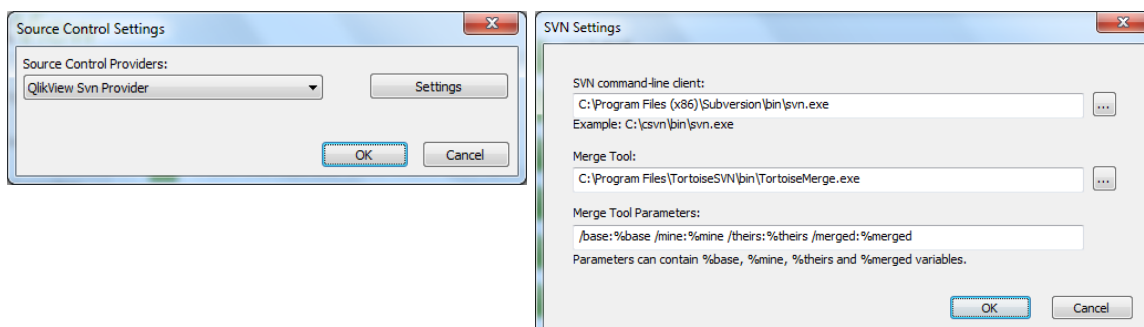 Source Control Settings
Source Control Providers:
QlikView Svn Provider
Settings
OK
Cancel
SVN Settings
SVN command-line client:
C:\Program Files (x86)\Subversion\bin\svn.exe
...
Example: C:\csvn\bin\svn.exe
Merge Tool:
C:\Program Files\TortoiseSVN\bin\TortoiseMerge.exe
...
Merge Tool Parameters:
/base:%base /mine:%mine /theirs:%theirs /merged:%merged
Parameters can contain %base, %mine, %theirs and %merged variables.
OK
Cancel